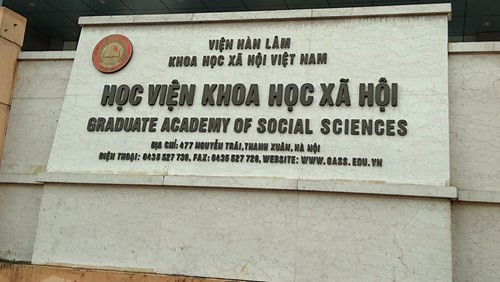 VIỆN HÀN LÂM
KHOA HỌC XÃ HỘI VIỆT NAM
HỌC VIỆN KHOA HỌC XÃ HỘI
GRADUATE ACADEMY OF SOCIAL SCIENCES
ĐỊA CHỈ: 477 NGUYỄN TRÃI, THANH XUÂN, HÀ NỘI
ĐIỆN THOẠI: 0435 527 738, FAX: 0435 527 728, WEBSITE: WWW.GASS.EDU.VN